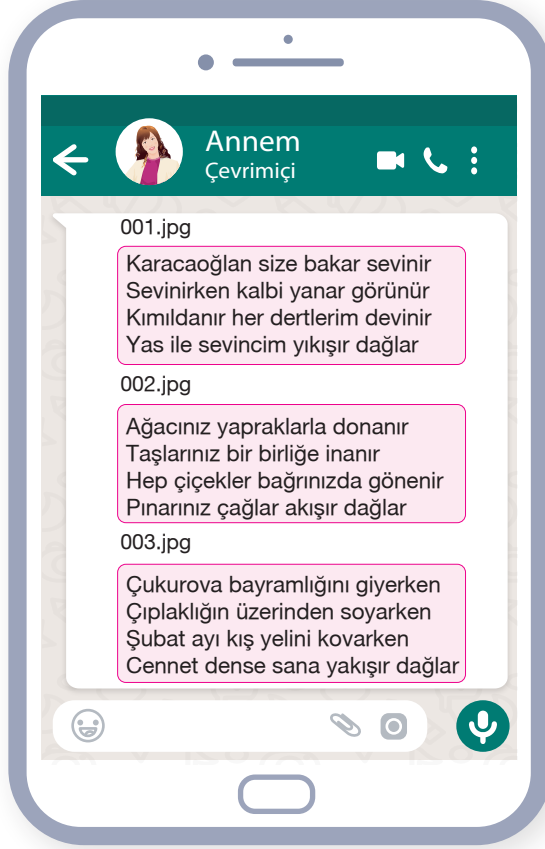 Annem
Çevrimiçi
001.jpg
Karacaoğlan size bakar sevinir
Sevinirken kalbi yanar görünür
Kımıldanır her dertlerim devinir
Yas ile sevincim yıkışır dağlar
002.jpg
Ağacınız yapraklarla donanır
Taşlarınız bir birliğe inanır
Hep çiçekler bağrınızda gönenir
Pınarınız çağlar akışır dağlar
003.jpg
Çukurova bayramlığını giyerken
Çıplaklığın üzerinden soyarken
Şubat ayı kış yelini kovarken
Cennet dense sana yakışır dağlar